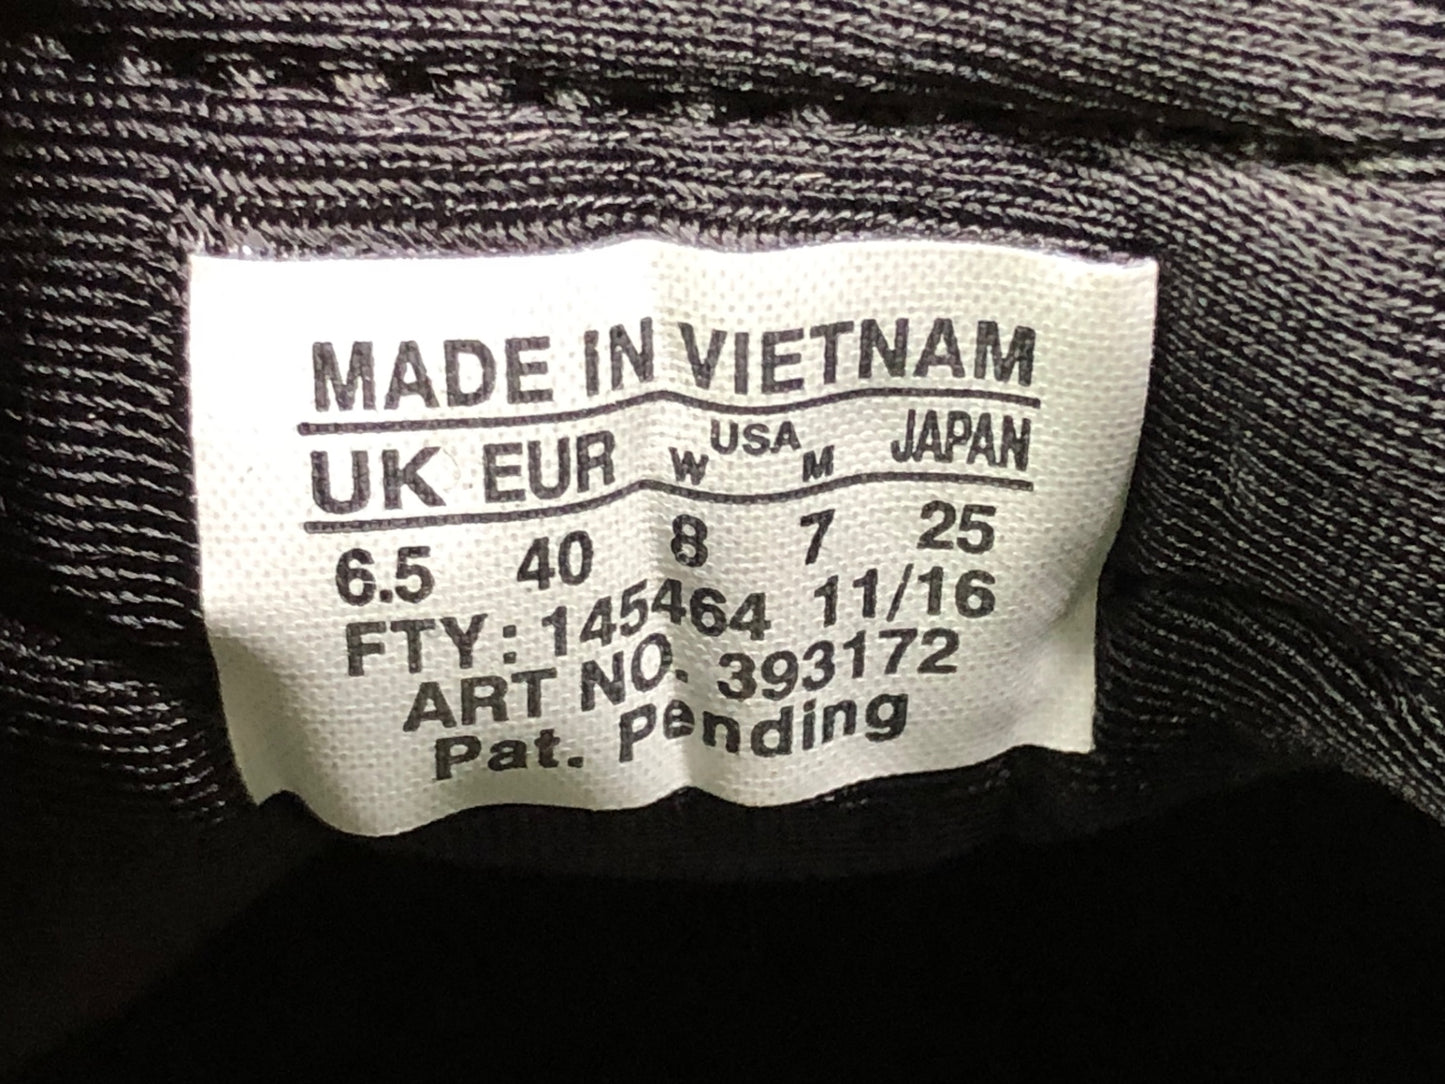 MADE IN VIETNAM
UK EUR W USA M JAPAN
6.5 40 8 7 25
FTY: 145464 11/16
ART NO. 393172
Pat. Pending